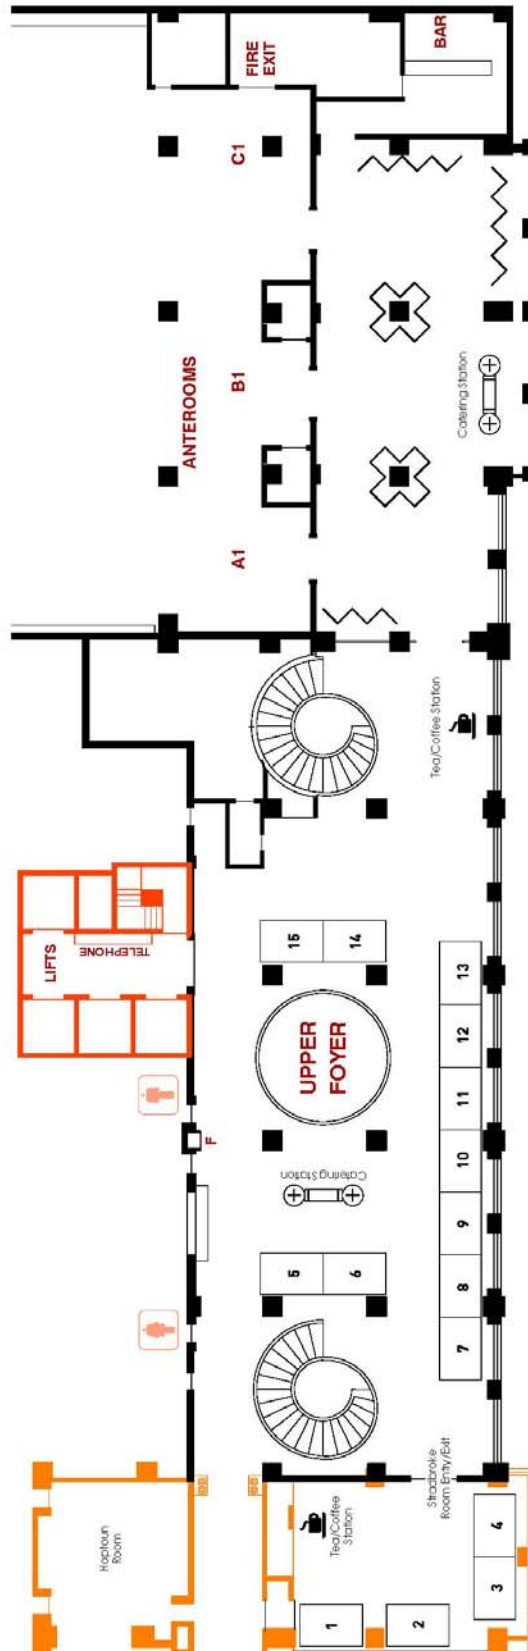 BAR
FIRE
EXIT
C1
B1
ANTEROOMS
A1
Catering Station
Tea/Coffee Station
LIFTS
TELEPHONE
15
14
UPPER
FOYER
13
12
11
10
9
8
7
F
Catering Station
5
6
Stradbroke
Room Entry/Exit
Hoptoun
Room
Tea/Coffee
Station
1
2
3
4